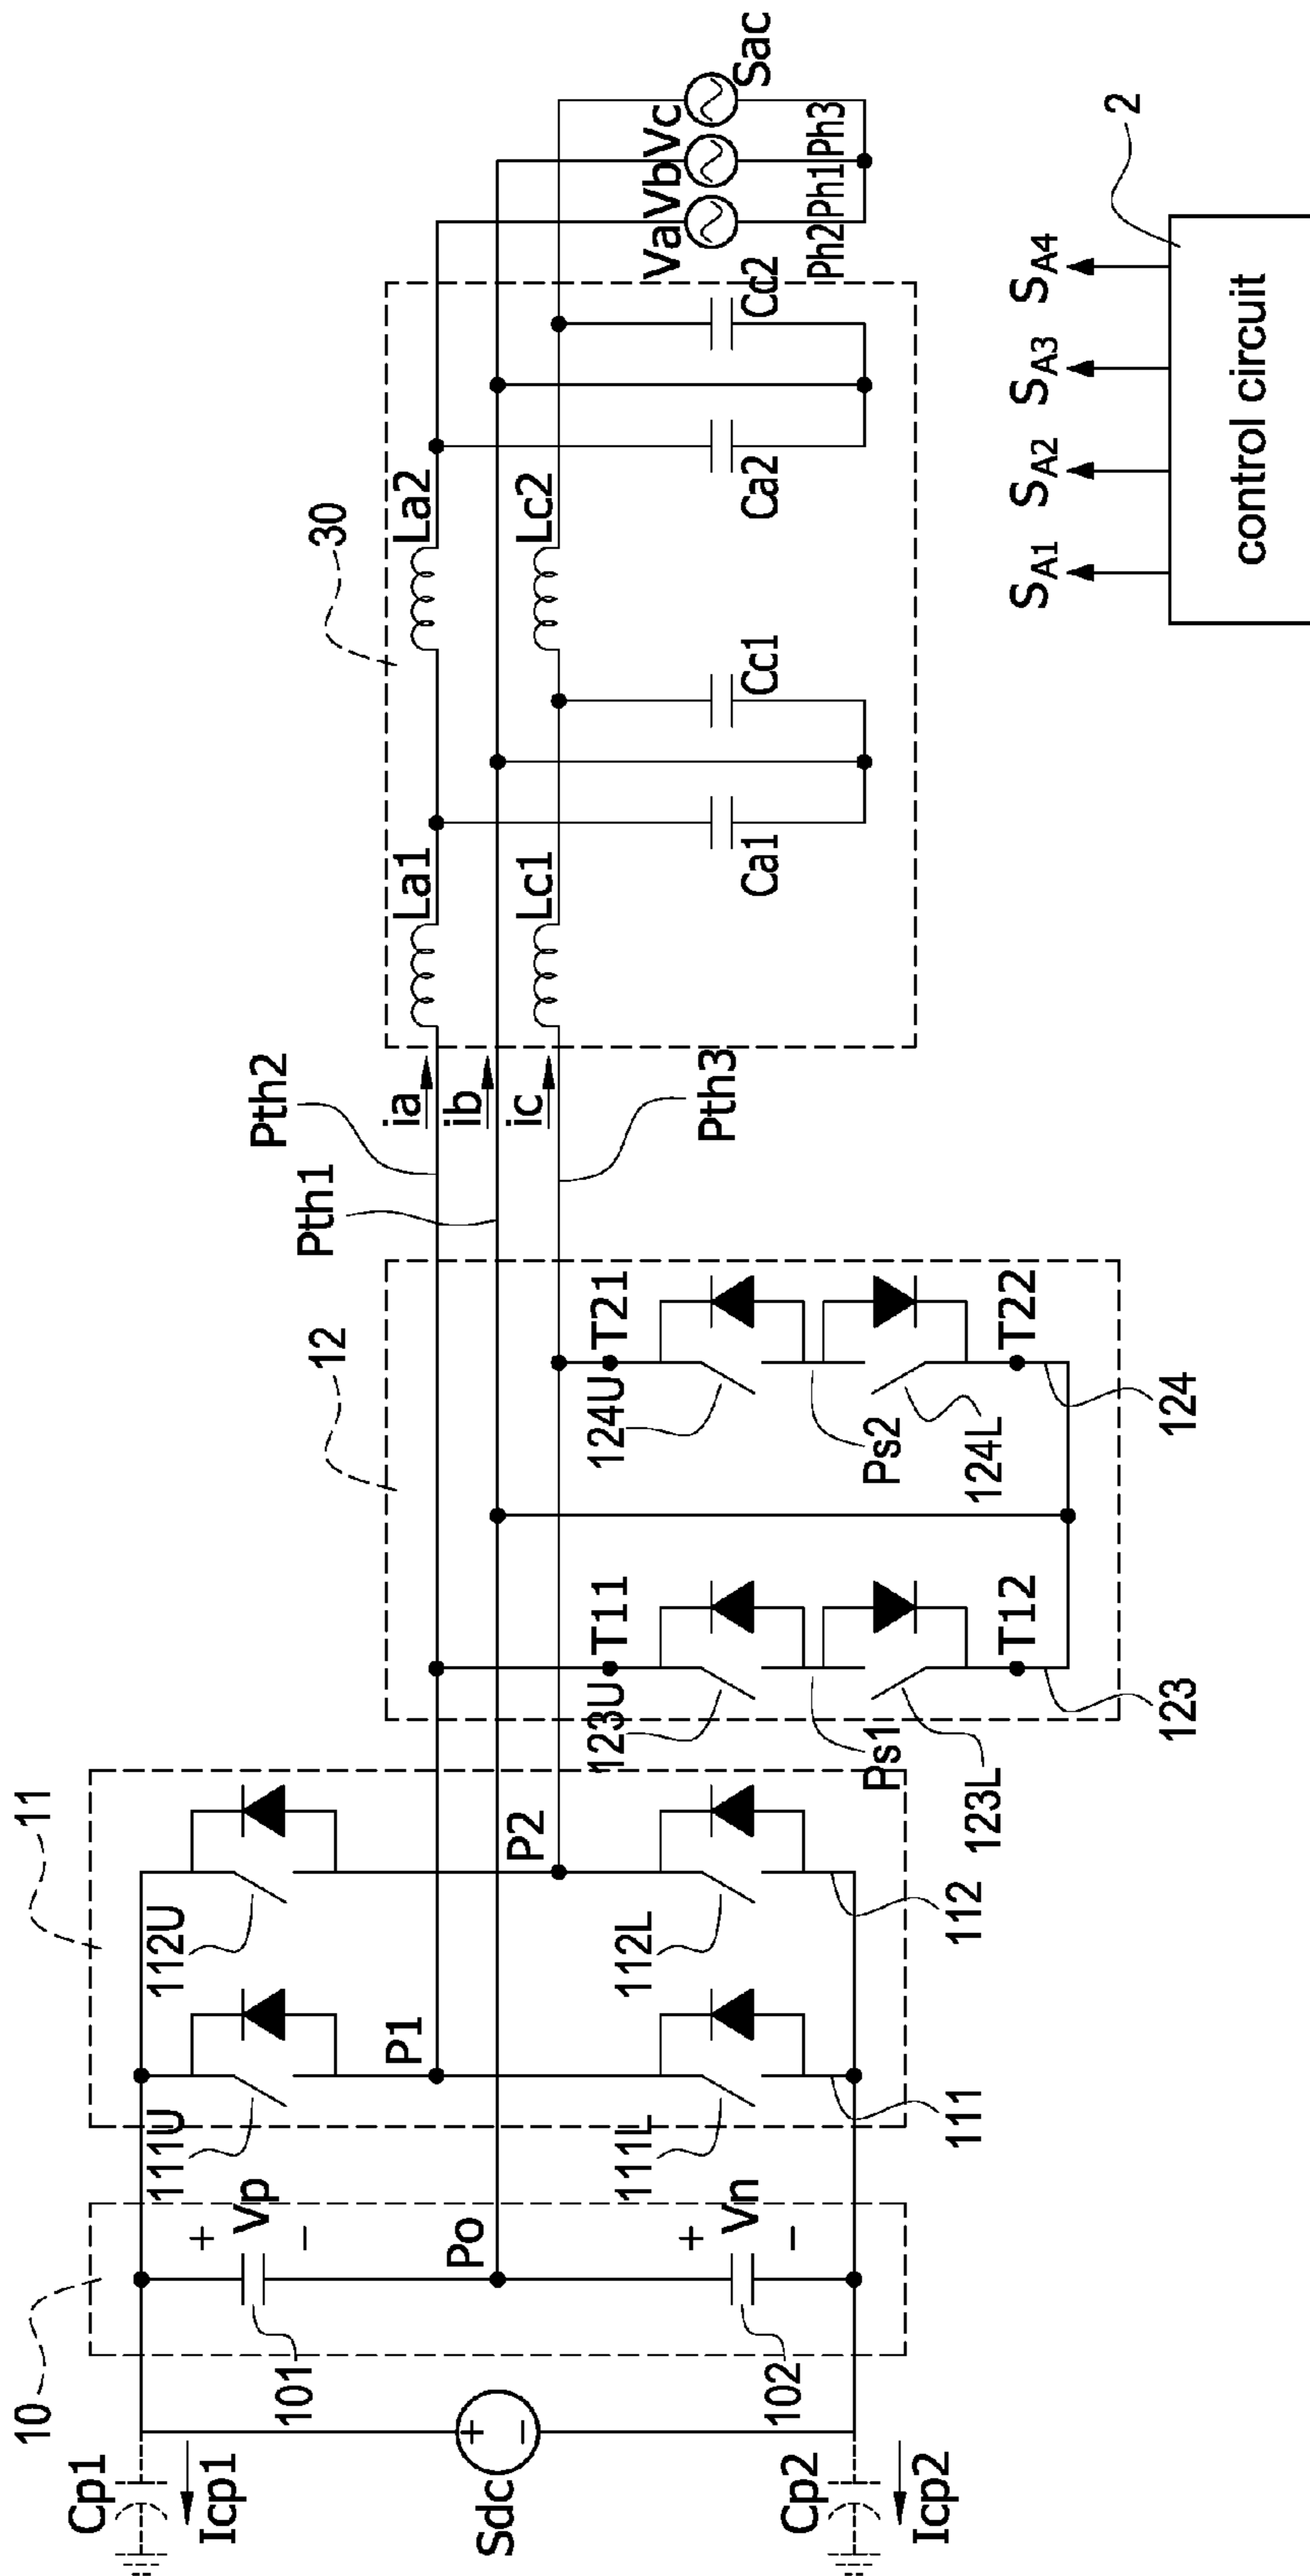 10
11
12
30
Cp1
Icp1
101
Vp
+
−
111U
112U
P1
P2
Pth1
Pth2
ia
ib
ic
Pth3
La1
La2
Lc1
Lc2
Va
Vb
Vc
Sac
Ph2
Ph1
Ph3
Sdc
+
−
Po
123U
T11
124U
T21
Ca1
Cc1
Ca2
Cc2
102
Vn
+
−
111L
112L
Ps1
Ps2
123L
T12
124L
T22
Cp2
Icp2
111
112
123
124
SA1
SA2
SA3
SA4
2
control circuit